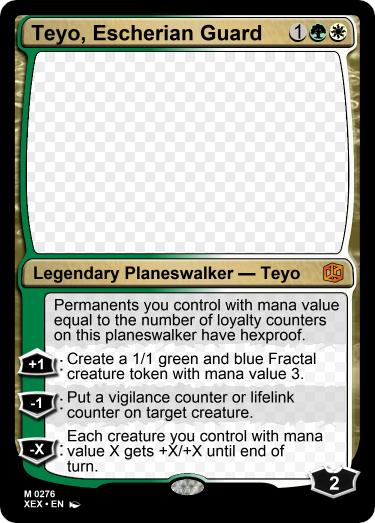 Teyo, Escherian Guard 1
Legendary Planeswalker — Teyo
Permanents you control with mana value
equal to the number of loyalty counters
on this planeswalker have hexproof.
+1 : Create a 1/1 green and blue Fractal
creature token with mana value 3.
-1 : Put a vigilance counter or lifelink
counter on target creature.
-X : Each creature you control with mana
value X gets +X/+X until end of
turn.
2
M 0276
XEX • EN